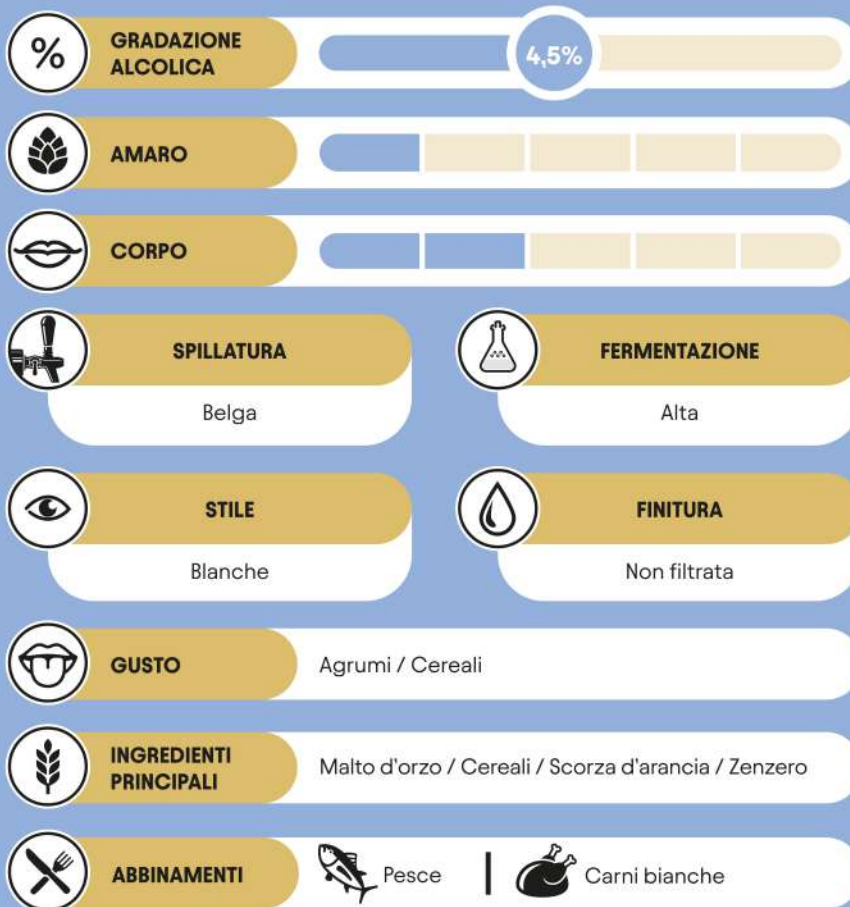 %
GRADAZIONE
ALCOLICA
4,5%
AMARO
CORPO
SPILLATURA
Belga
FERMENTAZIONE
Alta
STILE
Blanche
FINITURA
Non filtrata
GUSTO
Agrumi / Cereali
INGREDIENTI
PRINCIPALI
Malto d'orzo / Cereali / Scorza d'arancia / Zenzero
ABBINAMENTI
Pesce
Carni bianche